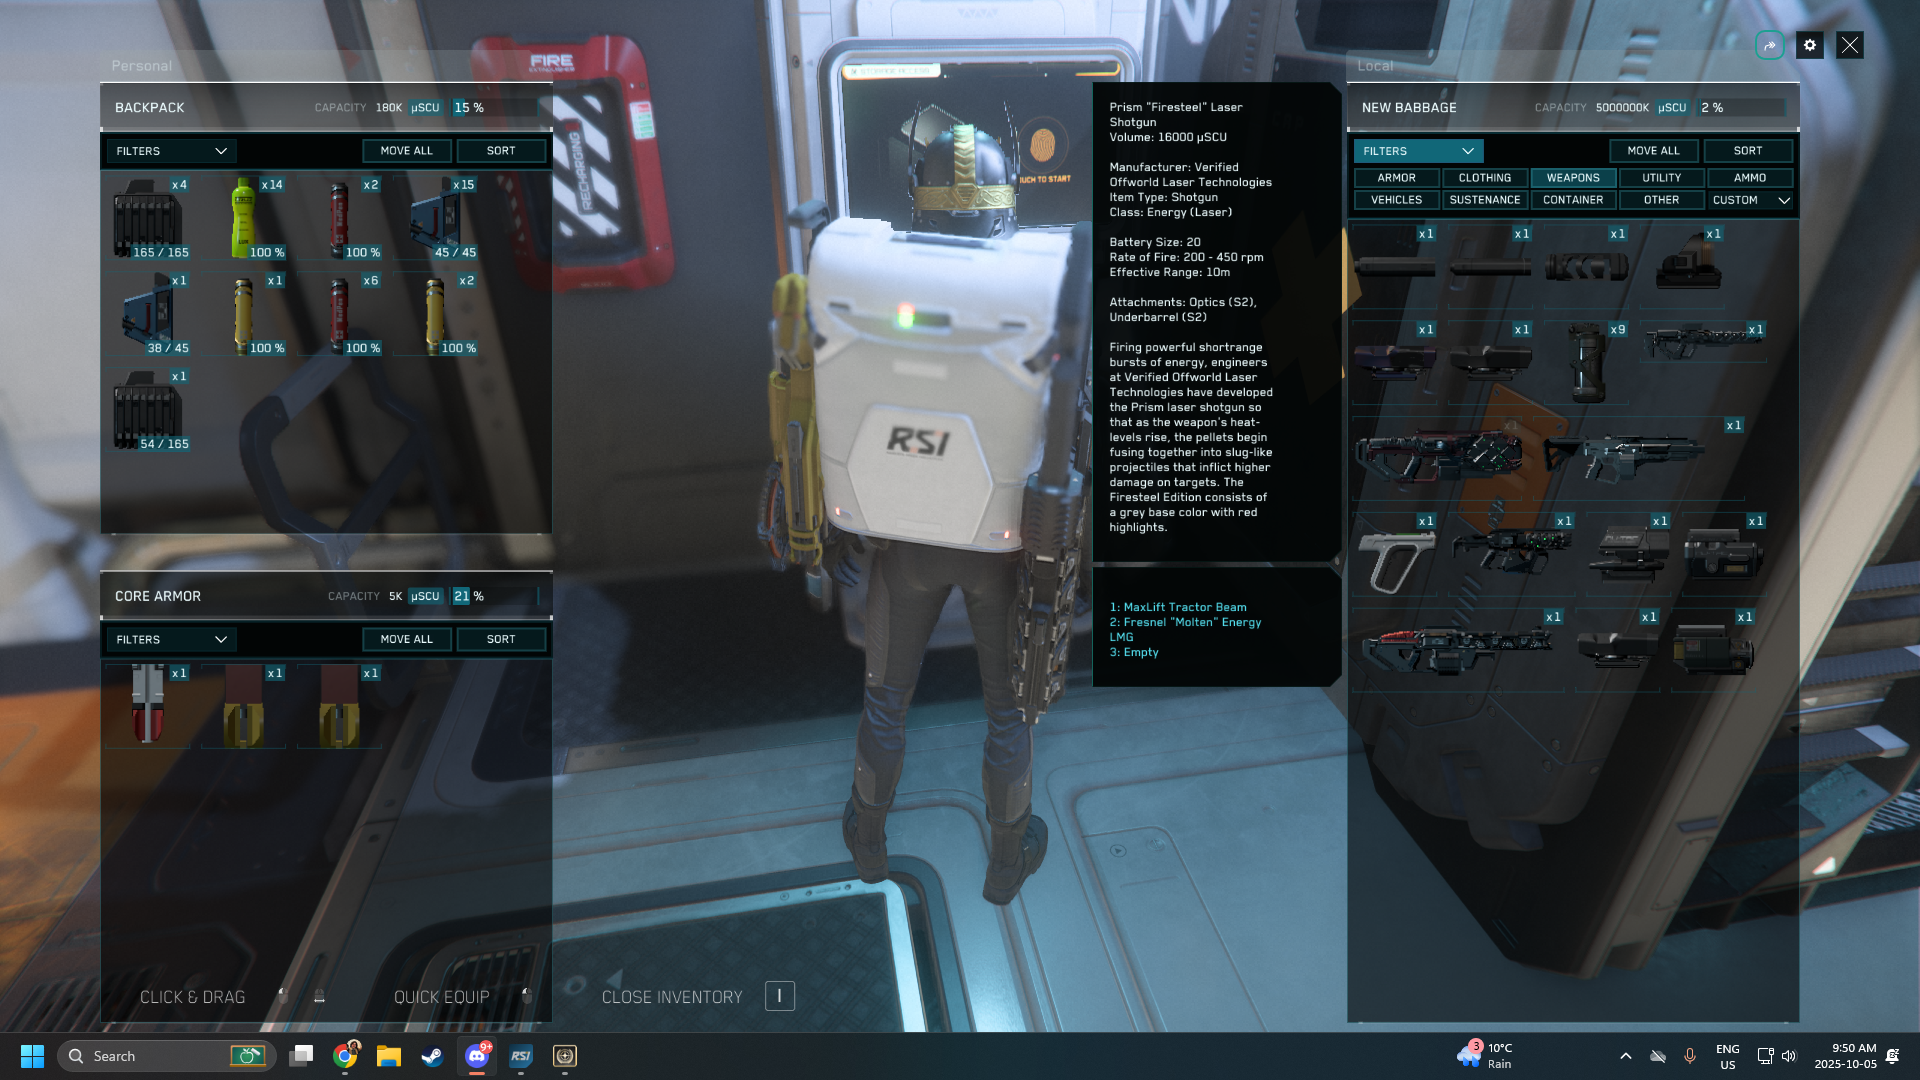 Personal
BACKPACK
CAPACITY 180K µSCU 15 %
FILTERS
MOVE ALL
SORT
x4
165 / 165
x14
100 %
x2
100 %
x15
45 / 45
x1
38 / 45
x1
100 %
x6
100 %
x2
100 %
x1
54 / 165
CORE ARMOR
CAPACITY 5K µSCU 21 %
FILTERS
MOVE ALL
SORT
x1
x1
x1
CLICK & DRAG
QUICK EQUIP
CLOSE INVENTORY
I
FIRE
EXTINGUISHER
RECHARGING
STORAGE ACCESS
UCH TO START
RSI
Prism "Firesteel" Laser
Shotgun
Volume: 16000 µSCU
Manufacturer: Verified
Offworld Laser Technologies
Item Type: Shotgun
Class: Energy (Laser)
Battery Size: 20
Rate of Fire: 200 - 450 rpm
Effective Range: 10m
Attachments: Optics (S2),
Underbarrel (S2)
Firing powerful shortrange
bursts of energy, engineers
at Verified Offworld Laser
Technologies have developed
the Prism laser shotgun so
that as the weapon's heat-
levels rise, the pellets begin
fusing together into slug-like
projectiles that inflict higher
damage on targets. The
Firesteel Edition consists of
a grey base color with red
highlights.
1: MaxLift Tractor Beam
2: Fresnel "Molten" Energy
LMG
3: Empty
Local
NEW BABBAGE
CAPACITY 5000000K µSCU 2 %
FILTERS
MOVE ALL
SORT
ARMOR
CLOTHING
WEAPONS
UTILITY
AMMO
VEHICLES
SUSTENANCE
CONTAINER
OTHER
CUSTOM
x1
x1
x1
x1
x1
x1
x9
x1
x1
x1
x1
x1
x1
x1
x1
x1
x1
Search
9+
RSI
3
10°C
Rain
ENG
US
9:50 AM
2025-10-05